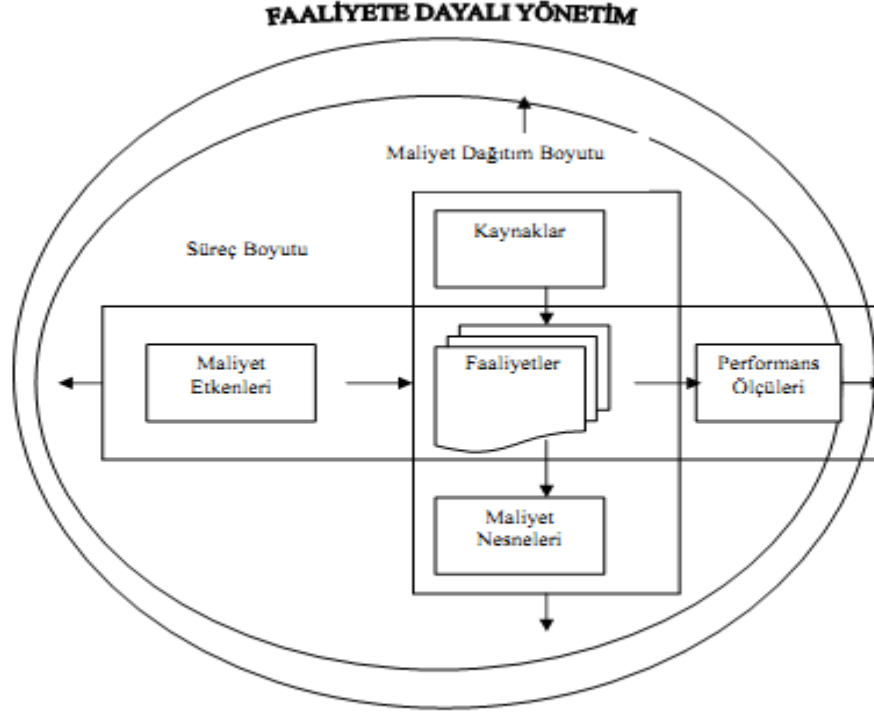 FAALİYETE DAYALI YÖNETİM
Maliyet Dağıtım Boyutu
Kaynaklar
Süreç Boyutu
Maliyet
Etkenleri
Faaliyetler
Performans
Ölçüleri
Maliyet
Nesneleri